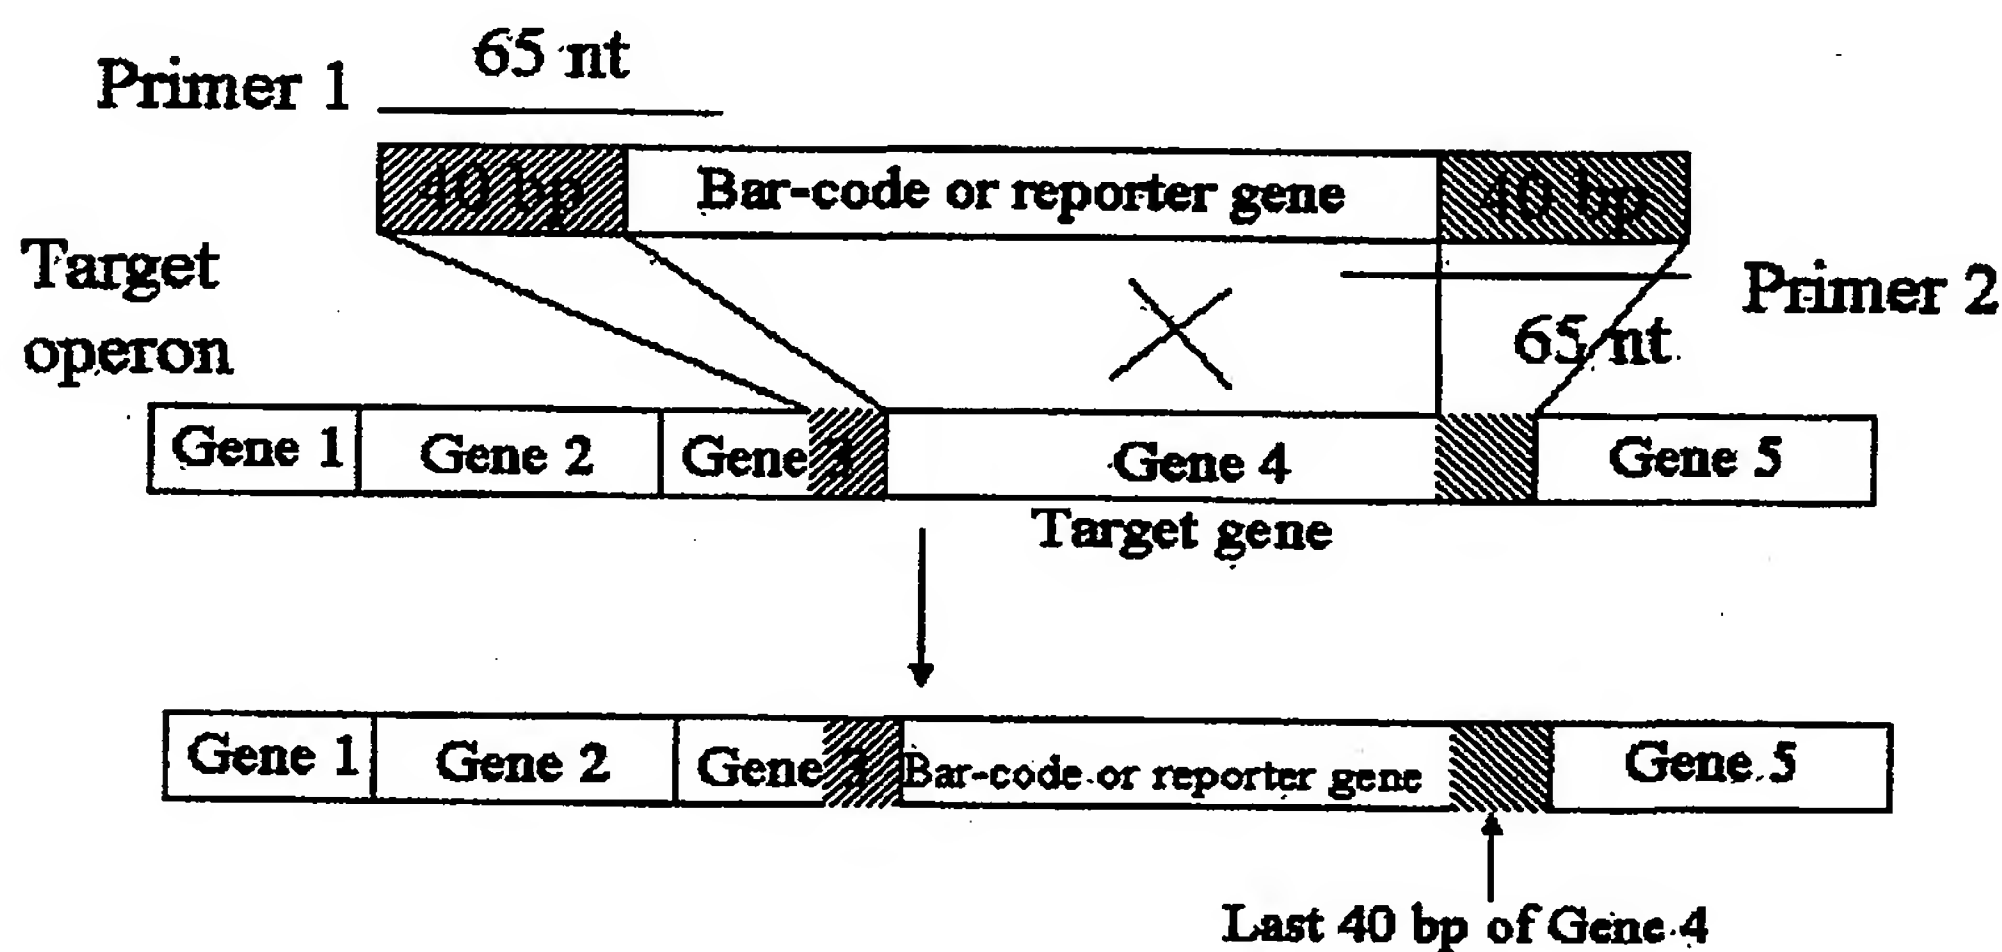 65 nt
Primer 1
40 bp
Bar-code or reporter gene
40 bp
Target
operon
Primer 2
65 nt
Gene 1
Gene 2
Gene 3
Gene 4
Gene 5
Target gene
Gene 1
Gene 2
Gene 3
Bar-code or reporter gene
Gene 5
Last 40 bp of Gene 4